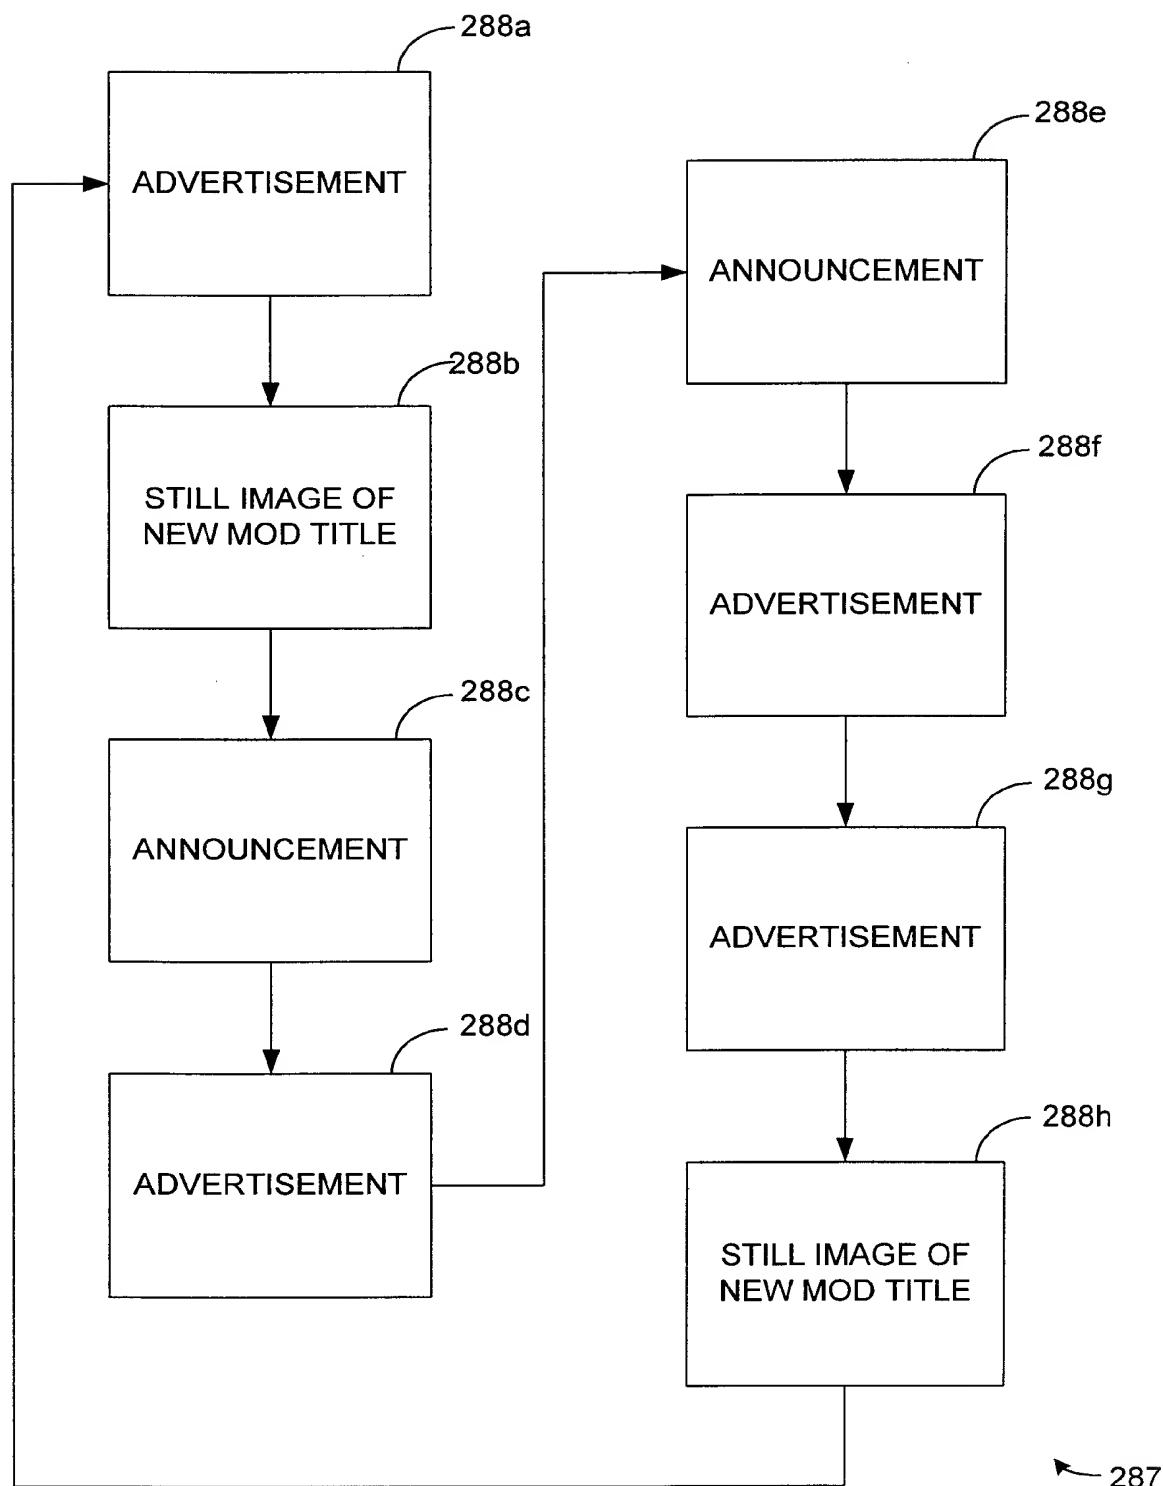 288a
ADVERTISEMENT
288b
STILL IMAGE OF
NEW MOD TITLE
288c
ANNOUNCEMENT
288d
ADVERTISEMENT
288e
ANNOUNCEMENT
288f
ADVERTISEMENT
288g
ADVERTISEMENT
288h
STILL IMAGE OF
NEW MOD TITLE
287